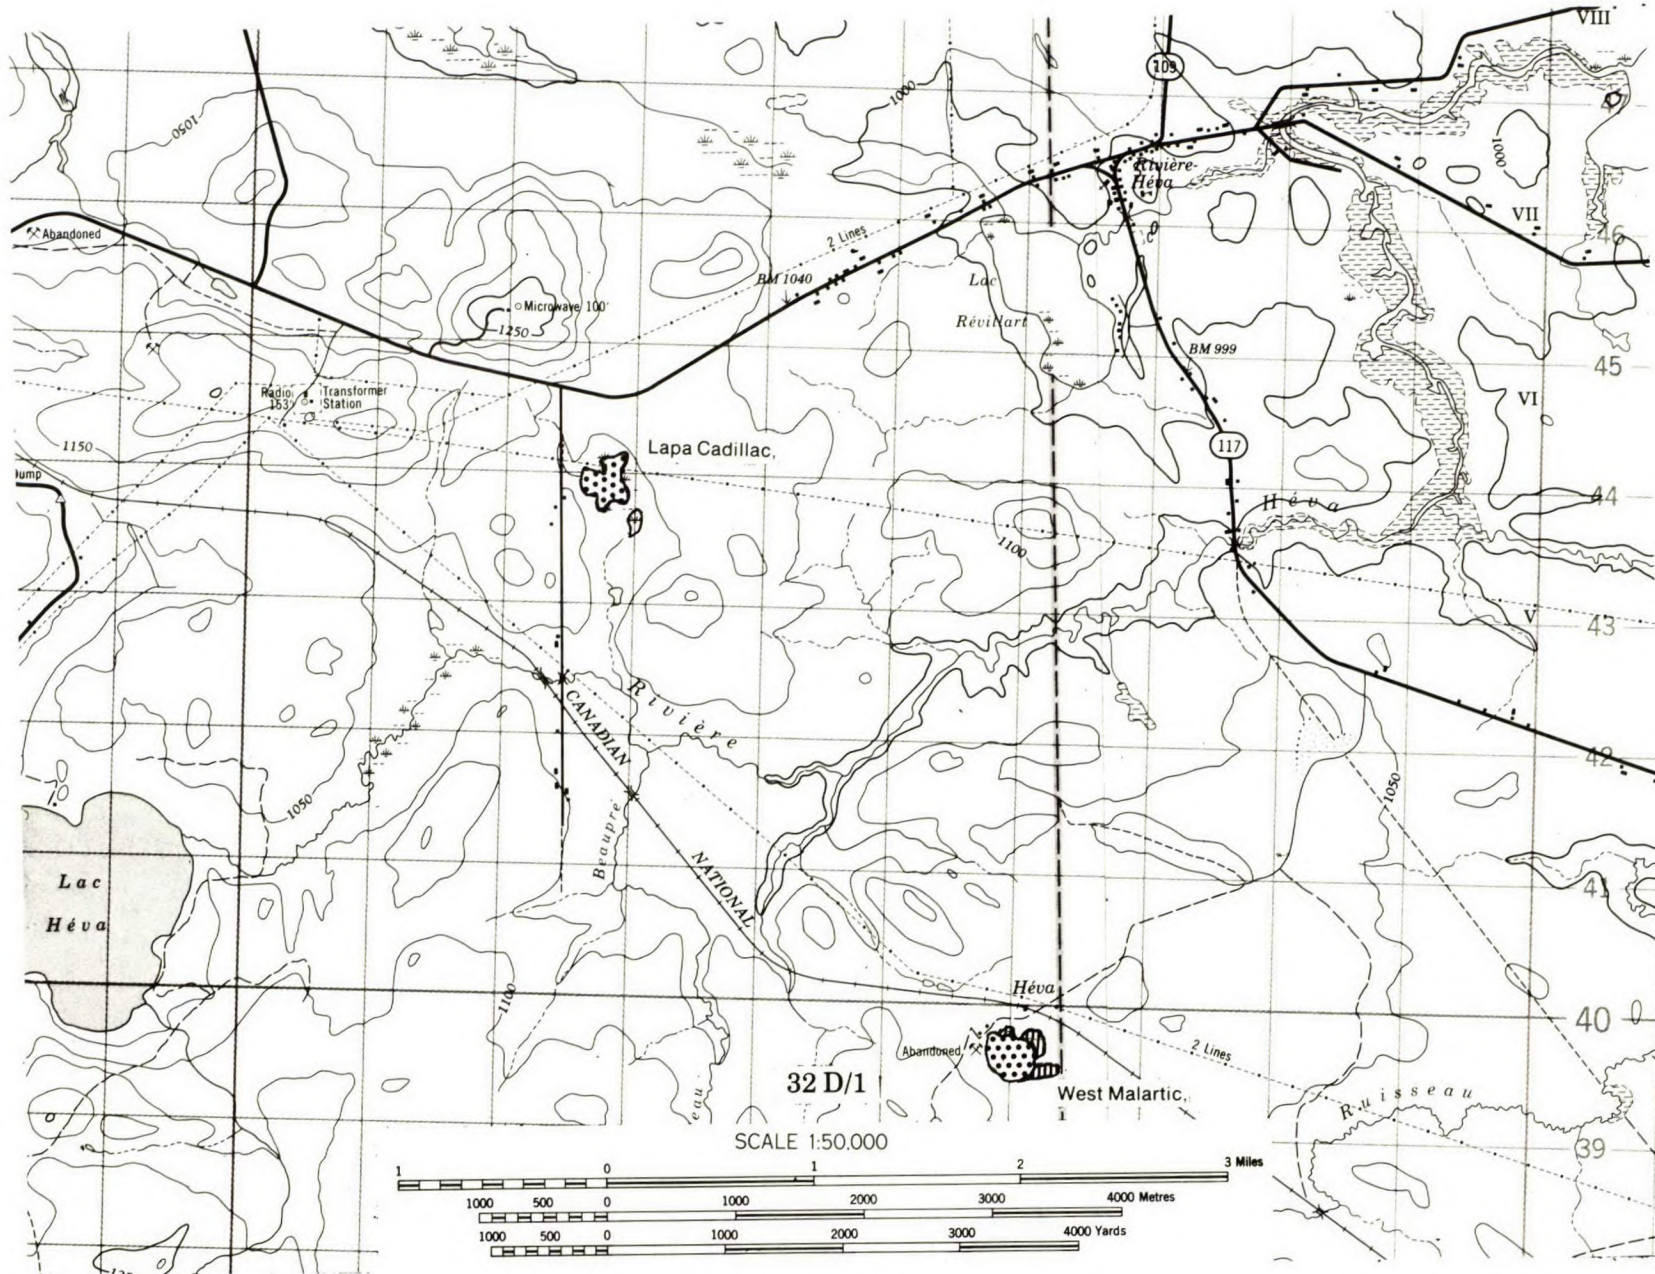 VIII
109
1000
47
1050
1000
Rivière-
Héva
VII
Abandoned
2 Lines
46
BM 1040
Lac
Microwave 100'
Révillart
1250
BM 999
45
Radio
153'
Transformer
Station
VI
1150
Lapa Cadillac,
117
Héva
44
1100
V
43
Rivière
CANADIAN
42
1050
1050
Beaupré
NATIONAL
Lac
Héva
41
1100
Héva
40
Abandoned
2 Lines
32 D/1
West Malartic,
Ruisseau
eau
SCALE 1:50.000
39
1 0 1 2 3 Miles
1000 500 0 1000 2000 3000 4000 Metres
1000 500 0 1000 2000 3000 4000 Yards